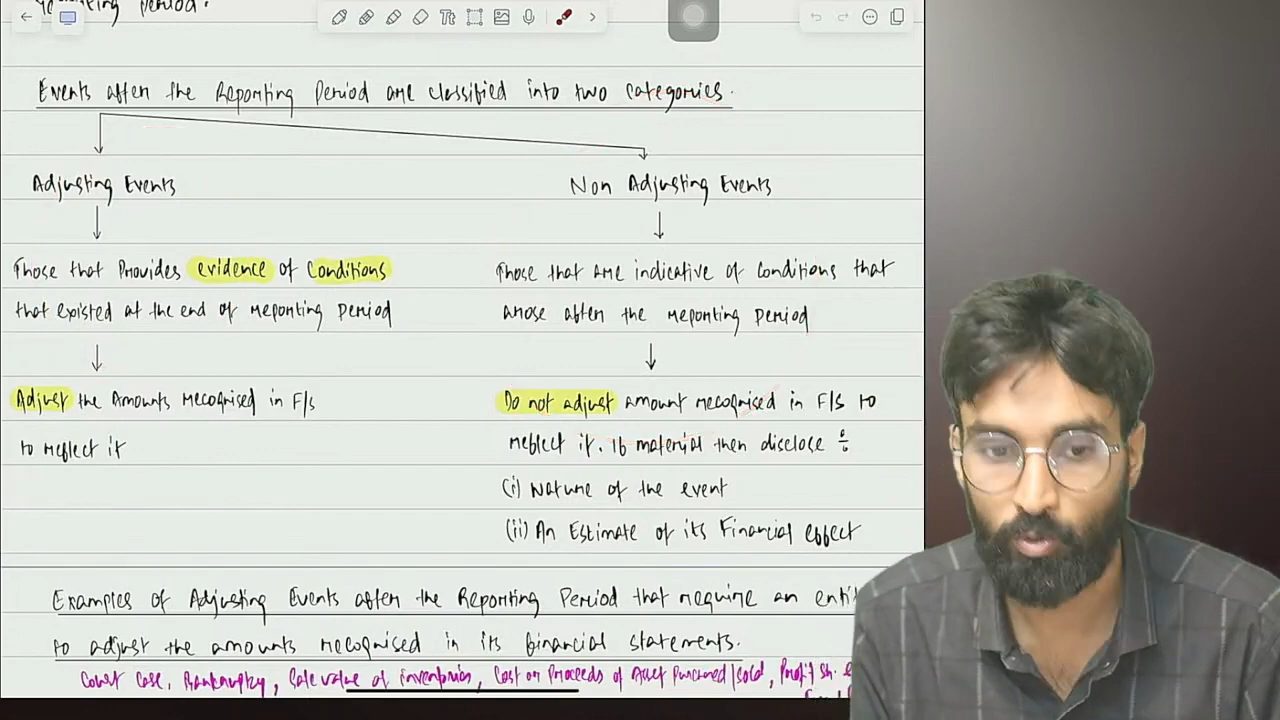 Events after the Reporting Period are classified into two categories.
Adjusting Events
Non Adjusting Events
Those that Provides evidence of Conditions
that existed at the end of reporting Period
Those that are indicative of conditions that
arose after the reporting period
Adjust the Amounts recognised in F/s
to reflect it
Do not adjust amount recognised in F/s to
reflect it. If material then disclose :
(i) Nature of the event
(ii) An Estimate of its Financial effect
Examples of Adjusting Events after the Reporting Period that require an enti
to adjust the amounts recognised in its financial statements.
Court Case, Bankruptcy, Sale value of inventories, Cost or Proceeds of Asset Purchased/sold, Profit sh.